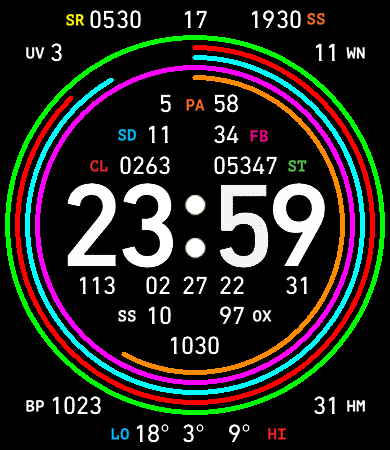 SR 0530 17 1930 SS
UV 3 11 WN
5 PA 58
SD 11 34 FB
CL 0263 05347 ST
23:59
113 02 27 22 31
SS 10 97 OX
1030
BP 1023 31 HM
LO 18° 3° 9° HI